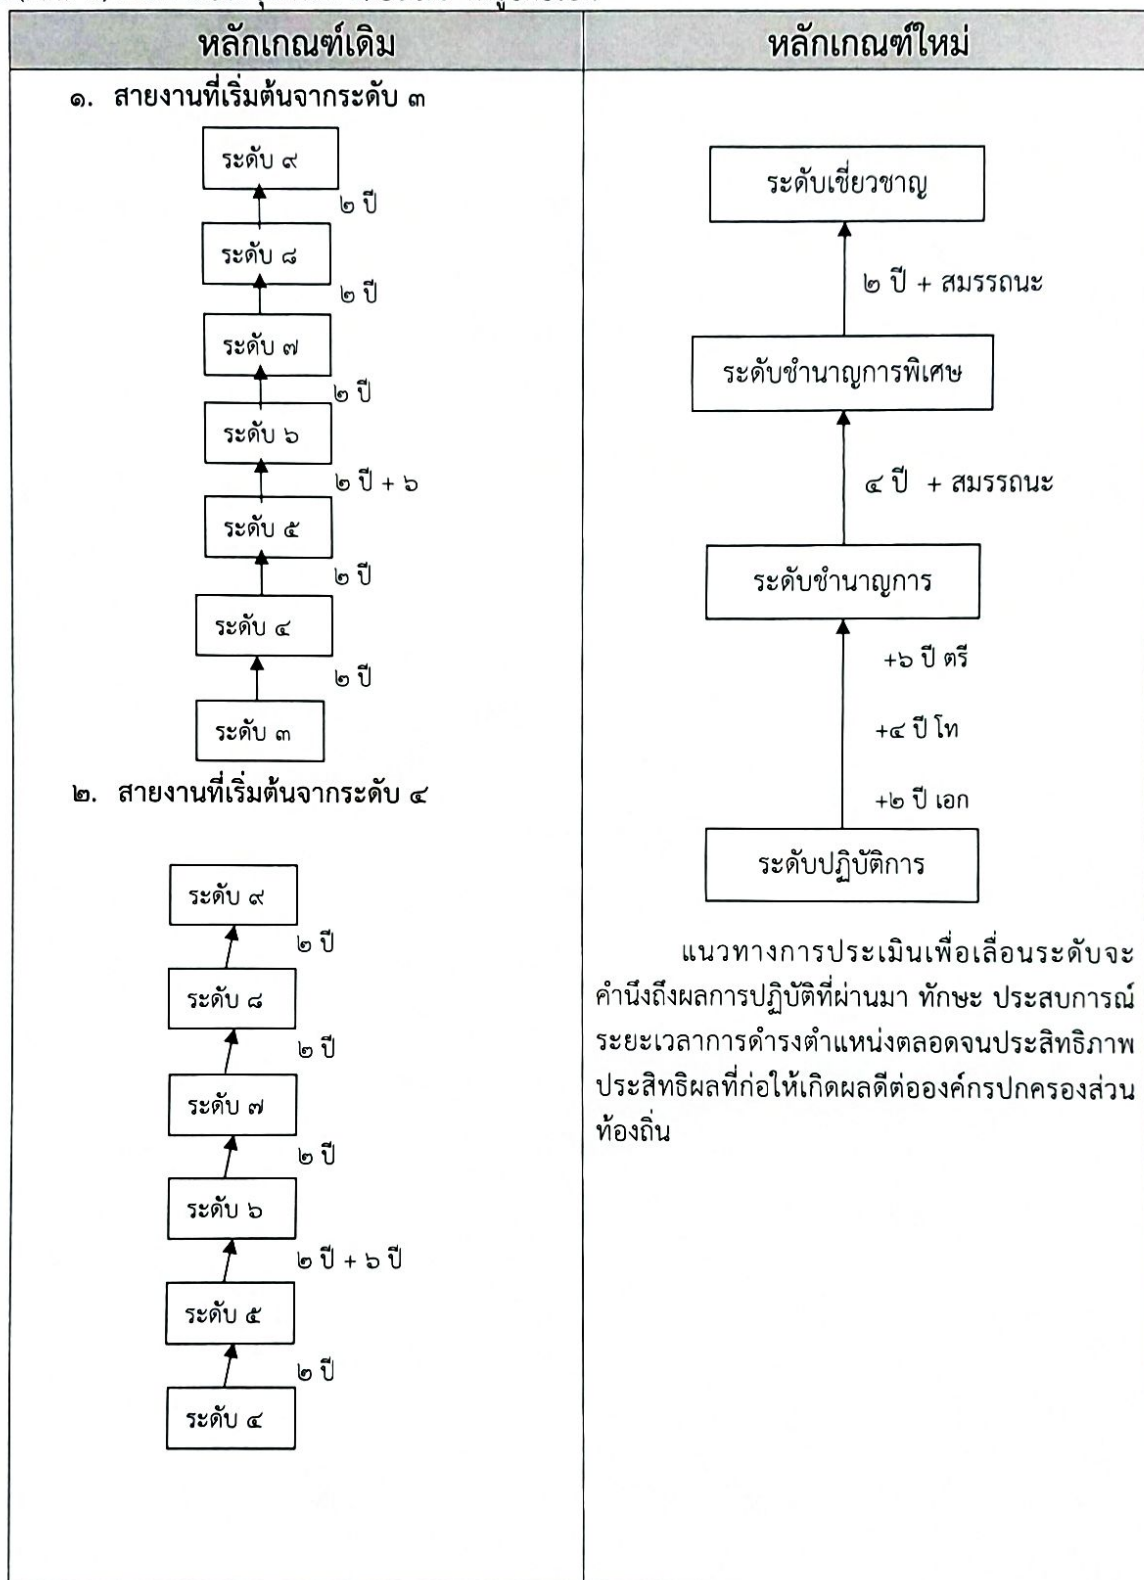 หลักเกณฑ์เดิม
๑. สายงานที่เริ่มต้นจากระดับ ๓
ระดับ ๙
๒ ปี
ระดับ ๘
๒ ปี
ระดับ ๗
๒ ปี
ระดับ ๖
๒ ปี + ๖
ระดับ ๕
๒ ปี
ระดับ ๔
๒ ปี
ระดับ ๓
๒. สายงานที่เริ่มต้นจากระดับ ๔
ระดับ ๙
๒ ปี
ระดับ ๘
๒ ปี
ระดับ ๗
๒ ปี
ระดับ ๖
๒ ปี + ๖ ปี
ระดับ ๕
๒ ปี
ระดับ ๔
หลักเกณฑ์ใหม่
ระดับเชี่ยวชาญ
๒ ปี + สมรรถนะ
ระดับชำนาญการพิเศษ
๔ ปี + สมรรถนะ
ระดับชำนาญการ
+๖ ปี ตรี
+๔ ปี โท
+๒ ปี เอก
ระดับปฏิบัติการ
แนวทางการประเมินเพื่อเลื่อนระดับจะ
คำนึงถึงผลการปฏิบัติที่ผ่านมา ทักษะ ประสบการณ์
ระยะเวลาการดำรงตำแหน่งตลอดจนประสิทธิภาพ
ประสิทธิผลที่ก่อให้เกิดผลดีต่อองค์กรปกครองส่วน
ท้องถิ่น